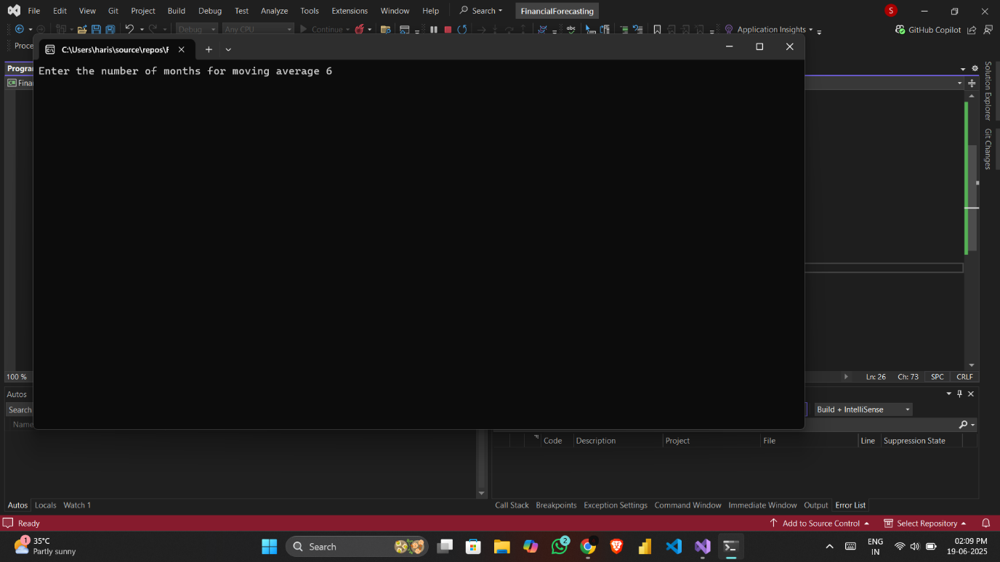 File Edit View Git Project Build Debug Test Analyze Tools Extensions Window Help Search FinancialForecasting S
Debug Any CPU Continue abc Application Insights GitHub Copilot
Proce
C:\Users\haris\source\repos\F
Enter the number of months for moving average 6
Progra
C# Finar
Solution Explorer
Git Changes
100 % Ln: 26 Ch: 73 SPC CRLF
Autos
Search Build + IntelliSense
Name
Code Description Project File Line Suppression State
Autos Locals Watch 1 Call Stack Breakpoints Exception Settings Command Window Immediate Window Output Error List
Ready Add to Source Control Select Repository
1 35°C
Partly sunny
Search
2
ENG
IN
02:09 PM
19-06-2025